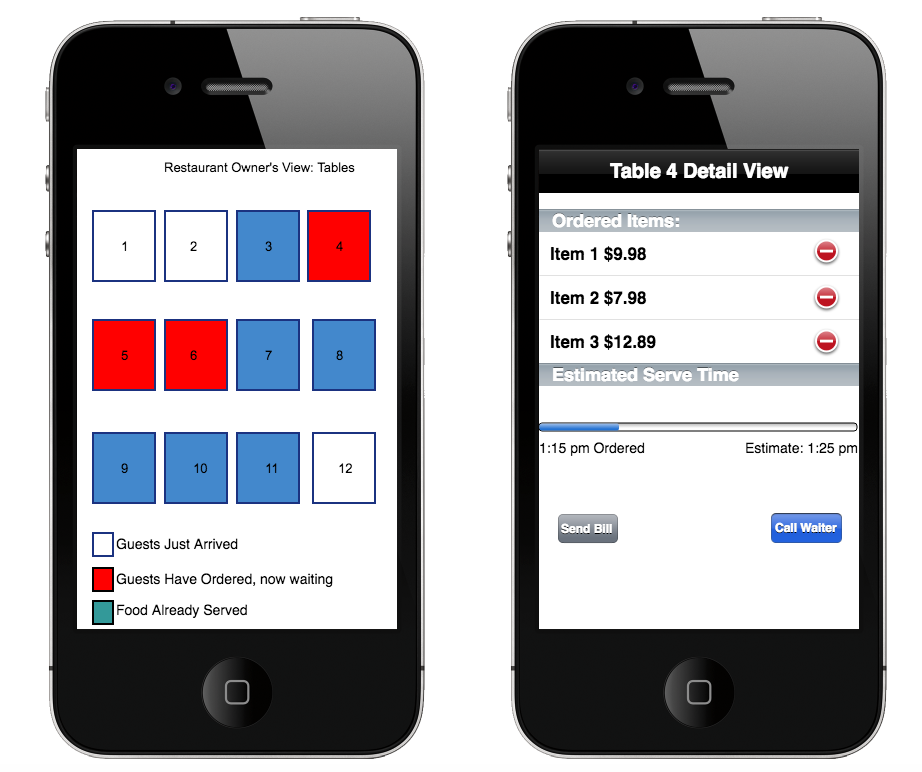 Restaurant Owner's View: Tables
1 2 3 4
5 6 7 8
9 10 11 12
Guests Just Arrived
Guests Have Ordered, now waiting
Food Already Served
Table 4 Detail View
Ordered Items:
Item 1 $9.98
Item 2 $7.98
Item 3 $12.89
Estimated Serve Time
1:15 pm Ordered Estimate: 1:25 pm
Send Bill Call Waiter